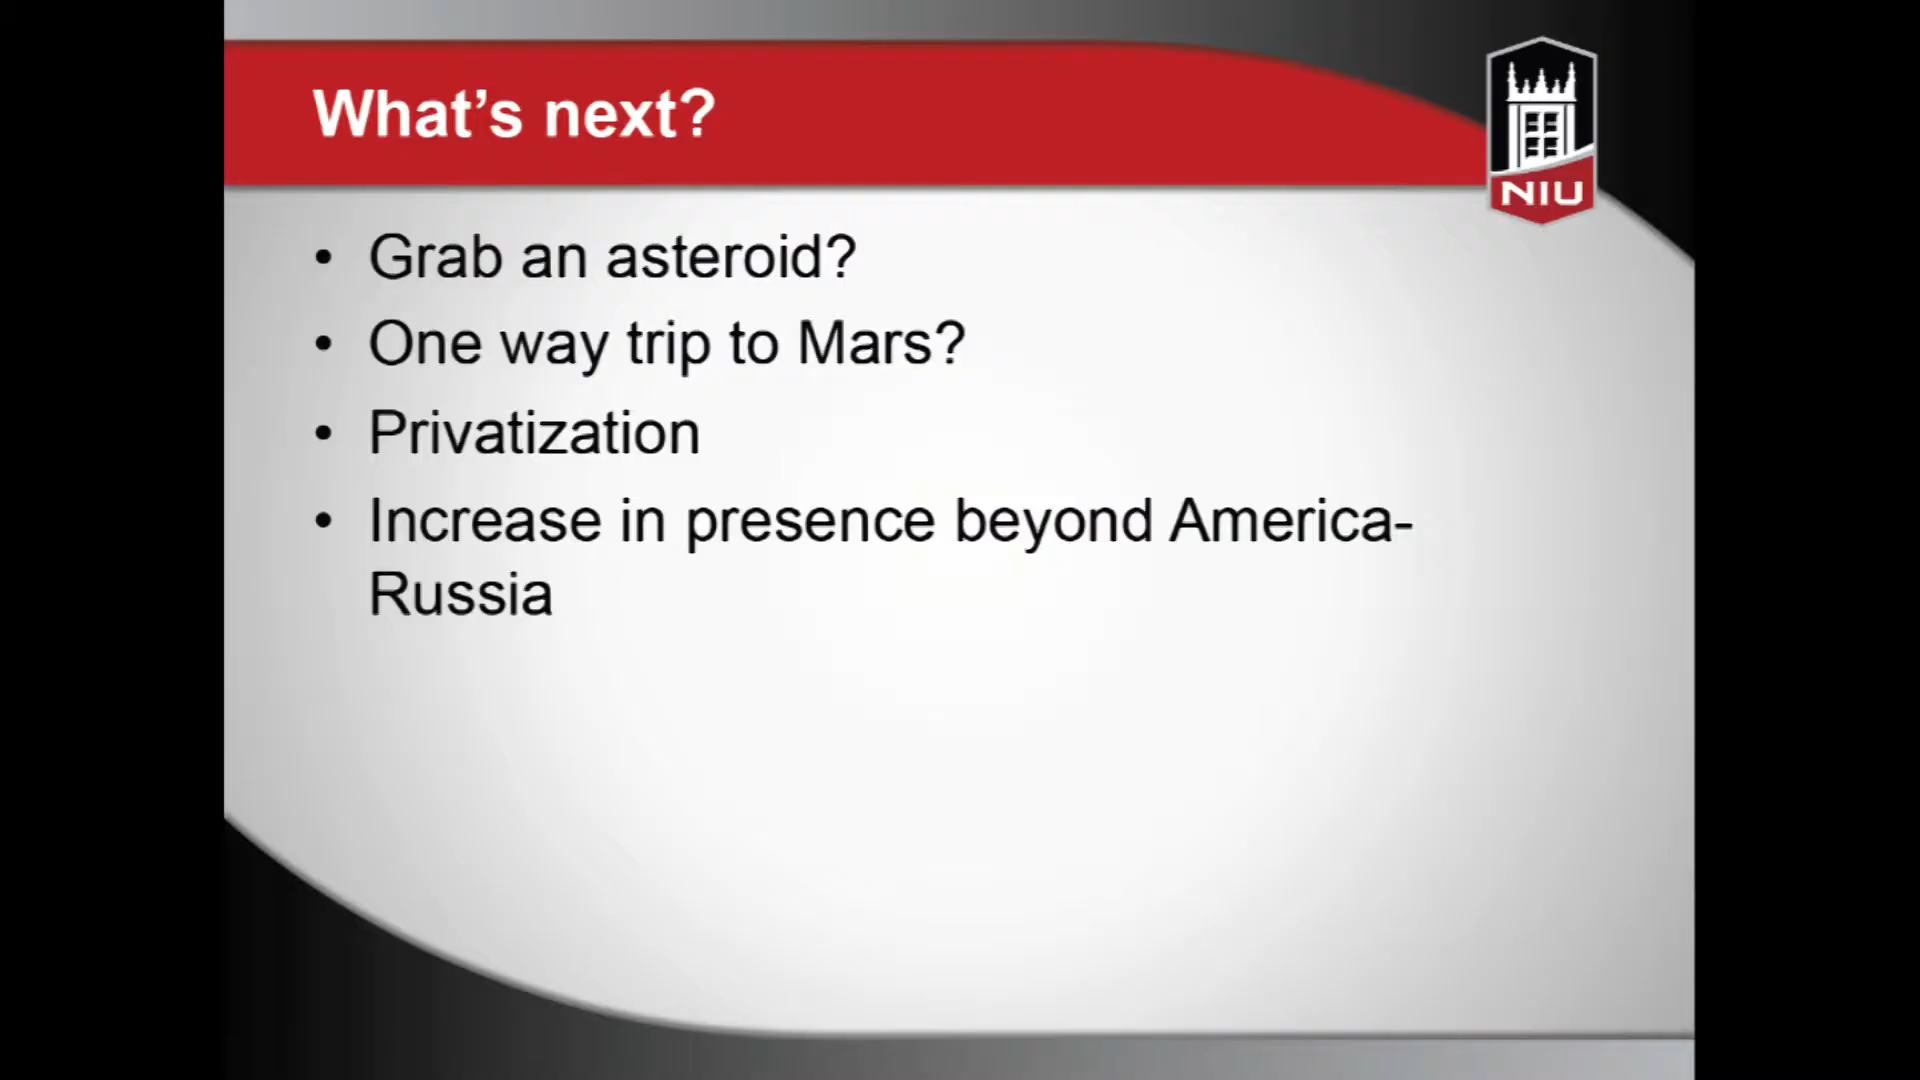 What's next?
NIU
• Grab an asteroid?
• One way trip to Mars?
• Privatization
• Increase in presence beyond America-
Russia